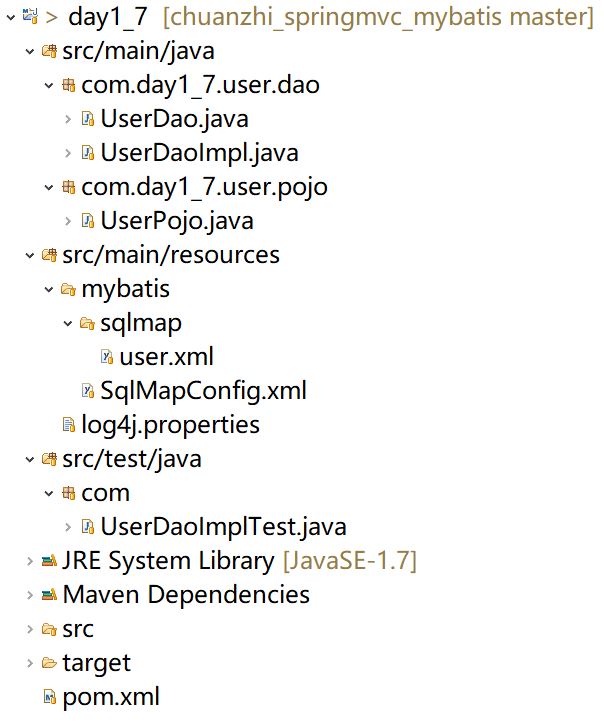 > day1_7 [chuanzhi_springmvc_mybatis master]
src/main/java
com.day1_7.user.dao
UserDao.java
UserDaoImpl.java
com.day1_7.user.pojo
UserPojo.java
src/main/resources
mybatis
sqlmap
user.xml
SqlMapConfig.xml
log4j.properties
src/test/java
com
UserDaoImplTest.java
JRE System Library [JavaSE-1.7]
Maven Dependencies
src
target
pom.xml